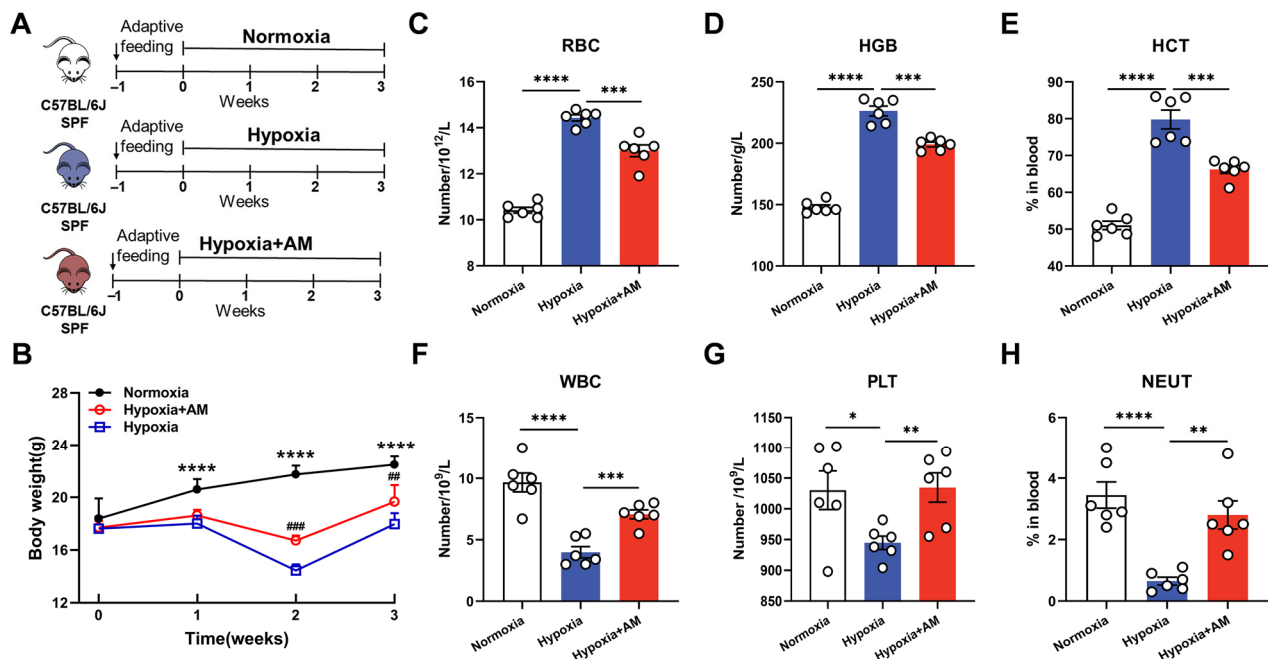 A
Adaptive
feeding
Normoxia
–1
0
1
2
3
Weeks
C57BL/6J
SPF
Adaptive
feeding
Hypoxia
–1
0
1
2
3
Weeks
C57BL/6J
SPF
Adaptive
feeding
Hypoxia+AM
–1
0
1
2
3
Weeks
C57BL/6J
SPF
B
28
24
20
16
12
Body weight(g)
Normoxia
Hypoxia+AM
Hypoxia
****
****
****
###
##
0
1
2
3
Time(weeks)
C
RBC
****
***
16
14
12
10
8
Number/10¹²/L
Normoxia
Hypoxia
Hypoxia+AM
D
HGB
****
***
250
200
150
100
Number/g/L
Normoxia
Hypoxia
Hypoxia+AM
E
HCT
****
***
90
80
70
60
50
40
% in blood
Normoxia
Hypoxia
Hypoxia+AM
F
WBC
****
***
15
10
5
0
Number/10⁹/L
Normoxia
Hypoxia
Hypoxia+AM
G
PLT
*
**
1150
1100
1050
1000
950
900
850
Number /10⁹/L
Normoxia
Hypoxia
Hypoxia+AM
H
NEUT
****
**
6
4
2
0
% in blood
Normoxia
Hypoxia
Hypoxia+AM